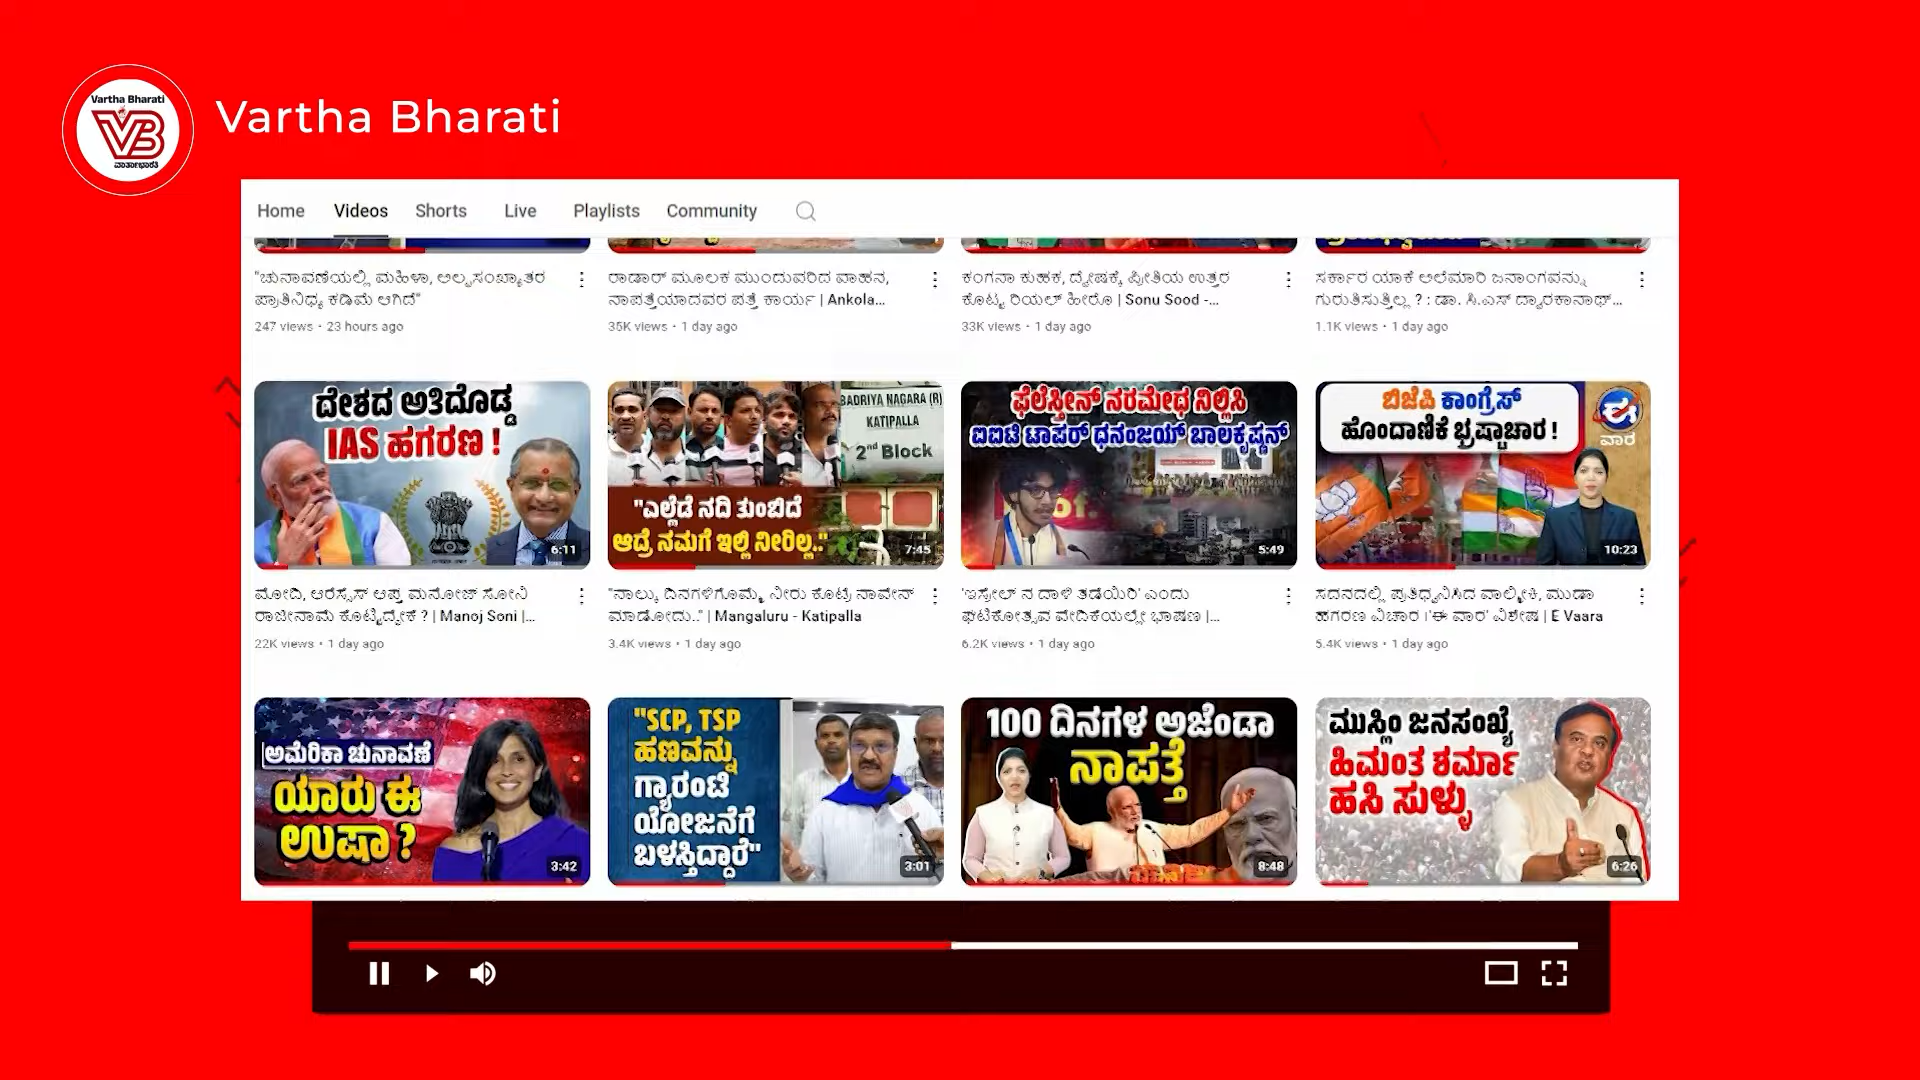 Vartha Bharati
VB
ವಾರ್ತಾಭಾರತಿ
Vartha Bharati
Home Videos Shorts Live Playlists Community
"ಚುನಾವಣೆಯಲ್ಲಿ ಮಹಿಳಾ, ಅಲ್ಪಸಂಖ್ಯಾತರ
ಪ್ರಾತಿನಿಧ್ಯ ಕಡಿಮೆ ಆಗಿದೆ"
247 views • 23 hours ago
ರಾಡಾರ್ ಮೂಲಕ ಮುಂದುವರಿದ ವಾಹನ,
ನಾಪತ್ತೆಯಾದವರ ಪತ್ತೆ ಕಾರ್ಯ | Ankola...
35K views • 1 day ago
ಕಂಗನಾ ಕುಹಕ, ದ್ವೇಷಕ್ಕೆ ಪ್ರೀತಿಯ ಉತ್ತರ
ಕೊಟ್ಟ ರಿಯಲ್ ಹೀರೊ | Sonu Sood -...
33K views • 1 day ago
ಸರ್ಕಾರ ಯಾಕೆ ಅಲೆಮಾರಿ ಜನಾಂಗವನ್ನು
ಗುರುತಿಸುತ್ತಿಲ್ಲ ? : ಡಾ. ಸಿ.ಎಸ್ ದ್ವಾರಕಾನಾಥ್...
1.1K views • 1 day ago
ದೇಶದ ಅತಿದೊಡ್ಡ
IAS ಹಗರಣ !
6:11
ಮೋದಿ, ಆರೆಸ್ಸೆಸ್ ಆಪ್ತ ಮನೋಜ್ ಸೋನಿ
ರಾಜೀನಾಮೆ ಕೊಟ್ಟಿದ್ದೇಕೆ ? | Manoj Soni |...
22K views • 1 day ago
BADRIYA NAGARA (R)
KATIPALLA
2nd Block
"ಎಲ್ಲೆಡೆ ನದಿ ತುಂಬಿದೆ
ಆದ್ರೆ ನಮಗೆ ಇಲ್ಲಿ ನೀರಿಲ್ಲ.."
7:45
"ನಾಲ್ಕು ದಿನಗಳಿಗೊಮ್ಮೆ ನೀರು ಕೊಟ್ರೆ ನಾವೇನ್
ಮಾಡೋದು.." | Mangaluru - Katipalla
3.4K views • 1 day ago
ಫೆಲೆಸ್ತೀನ್ ನರಮೇಧ ನಿಲ್ಲಿಸಿ
ಐಐಟಿ ಟಾಪರ್ ಧನಂಜಯ್ ಬಾಲಕೃಷ್ಣನ್
5:49
'ಇಸ್ರೇಲ್ ನ ದಾಳಿ ತಡೆಯಿರಿ' ಎಂದು
ಘಟಿಕೋತ್ಸವ ವೇದಿಕೆಯಲ್ಲೇ ಭಾಷಣ |...
6.2K views • 1 day ago
ಬಿಜೆಪಿ ಕಾಂಗ್ರೆಸ್
ಹೊಂದಾಣಿಕೆ ಭ್ರಷ್ಟಾಚಾರ !
ಈ
ವಾರ
10:23
ಸದನದಲ್ಲಿ ಪ್ರತಿಧ್ವನಿಸಿದ ವಾಲ್ಮೀಕಿ, ಮುಡಾ
ಹಗರಣ ವಿಚಾರ ।'ಈ ವಾರ' ವಿಶೇಷ | E Vaara
5.4K views • 1 day ago
ಅಮೆರಿಕಾ ಚುನಾವಣೆ
ಯಾರು ಈ
ಉಷಾ ?
3:42
"SCP, TSP
ಹಣವನ್ನು
ಗ್ಯಾರಂಟಿ
ಯೋಜನೆಗೆ
ಬಳಸ್ತಿದ್ದಾರೆ"
3:01
100 ದಿನಗಳ ಅಜೆಂಡಾ
ನಾಪತ್ತೆ
8:48
ಮುಸ್ಲಿಂ ಜನಸಂಖ್ಯೆ
ಹಿಮಂತ ಶರ್ಮಾ
ಹಸಿ ಸುಳ್ಳು
6:26